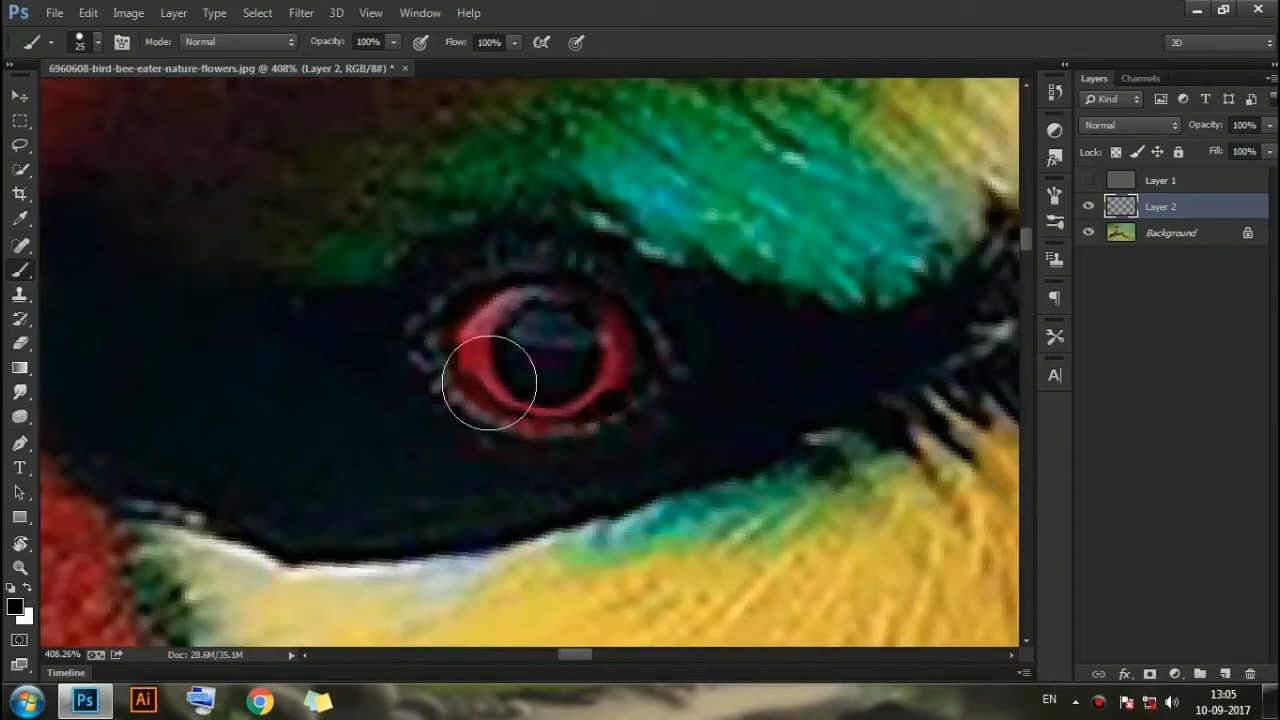 Ps File Edit Image Layer Type Select Filter 3D View Window Help
25 Mode: Normal Opacity: 100% Flow: 100% 3D
6960608-bird-bee-eater-nature-flowers.jpg @ 408% (Layer 2, RGB/8#) * ×
Layers Channels
Kind
Normal Opacity: 100%
Lock: Fill: 100%
Layer 1
Layer 2
Background
408.26% Doc: 28.6M/35.1M
Timeline
Ps Ai EN 13:05
10-09-2017